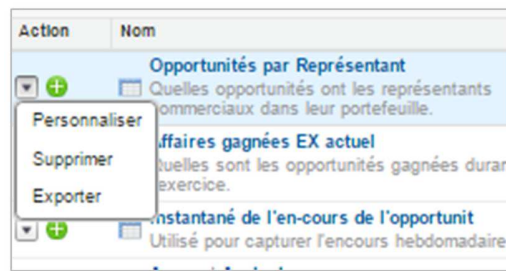 Action Nom
Opportunités par Représentant
Quelles opportunités ont les représentants
commerciaux dans leur portefeuille.
Personnaliser
Affaires gagnées EX actuel
Supprimer
Quelles sont les opportunités gagnées duran
l'exercice.
Exporter
Instantané de l'en-cours de l'opportunit
Utilisé pour capturer l'encours hebdomadaire